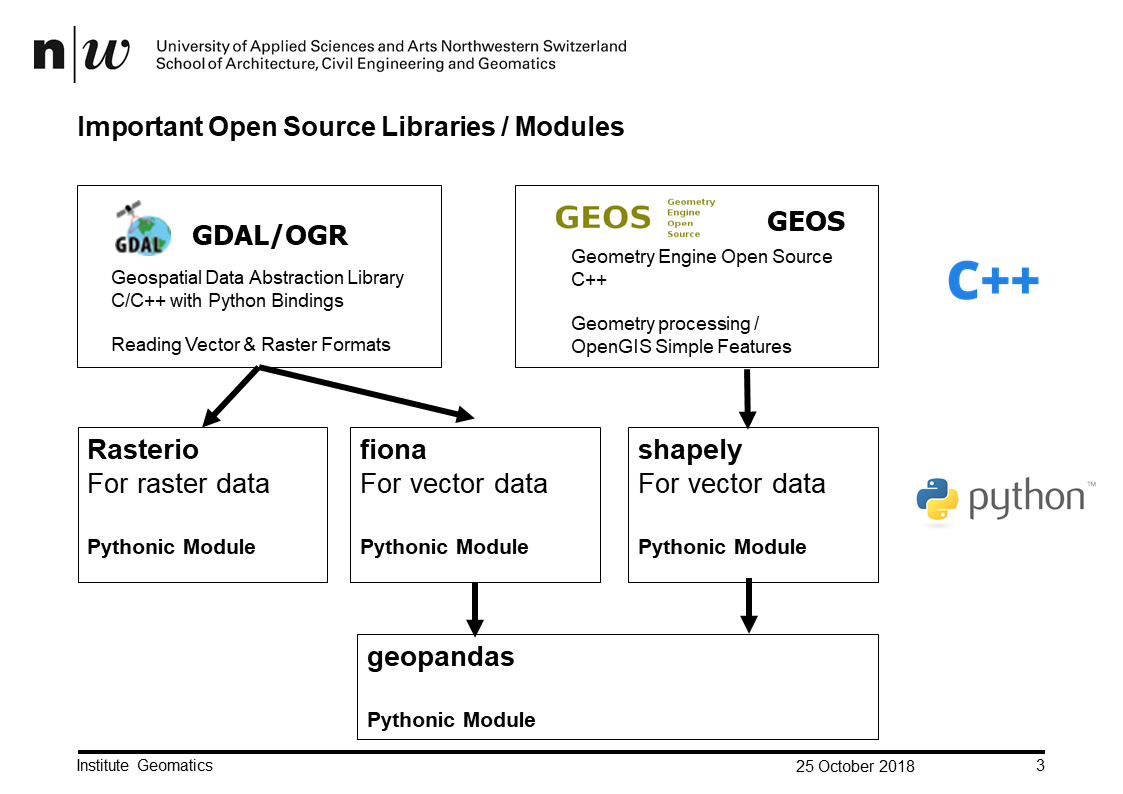 n w
University of Applied Sciences and Arts Northwestern Switzerland
School of Architecture, Civil Engineering and Geomatics
Important Open Source Libraries / Modules
GDAL
GDAL/OGR
Geospatial Data Abstraction Library
C/C++ with Python Bindings
Reading Vector & Raster Formats
GEOS
Geometry
Engine
Open
Source
GEOS
Geometry Engine Open Source
C++
Geometry processing /
OpenGIS Simple Features
C++
Rasterio
For raster data
Pythonic Module
fiona
For vector data
Pythonic Module
shapely
For vector data
Pythonic Module
python™
geopandas
Pythonic Module
Institute Geomatics
25 October 2018
3